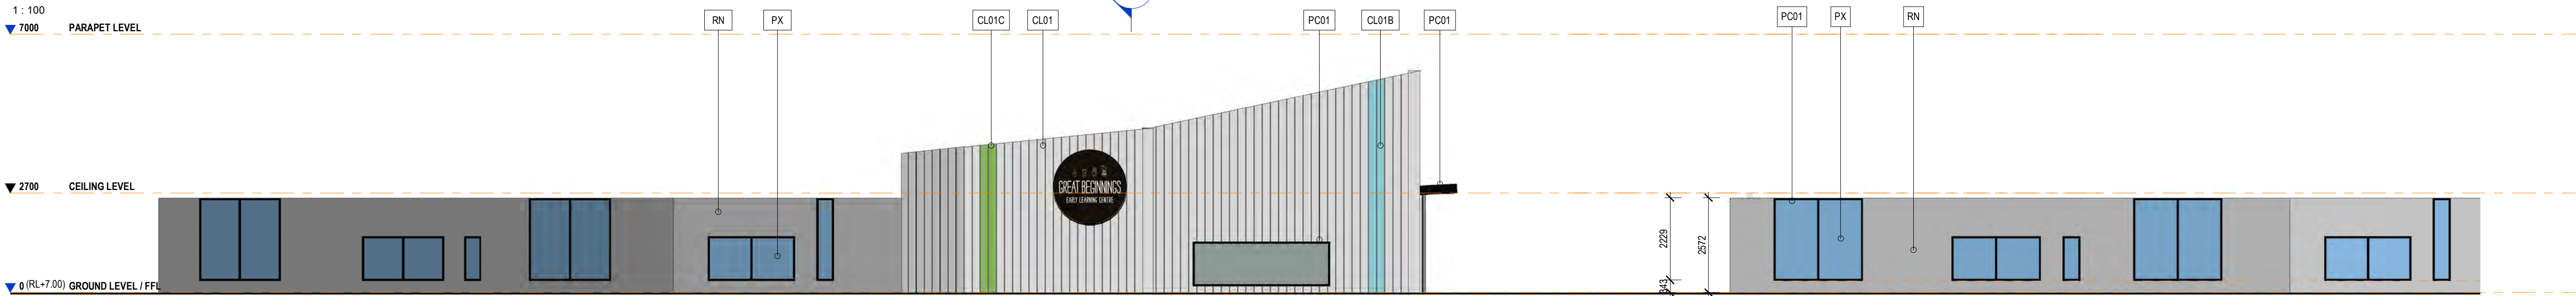 1 : 100
7000 PARAPET LEVEL
RN
PX
CL01C
CL01
PC01
CL01B
PC01
PC01
PX
RN
2700 CEILING LEVEL
GREAT BEGINNINGS
EARLY LEARNING CENTRE
2229
2572
343
0 (RL+7.00) GROUND LEVEL / FFL